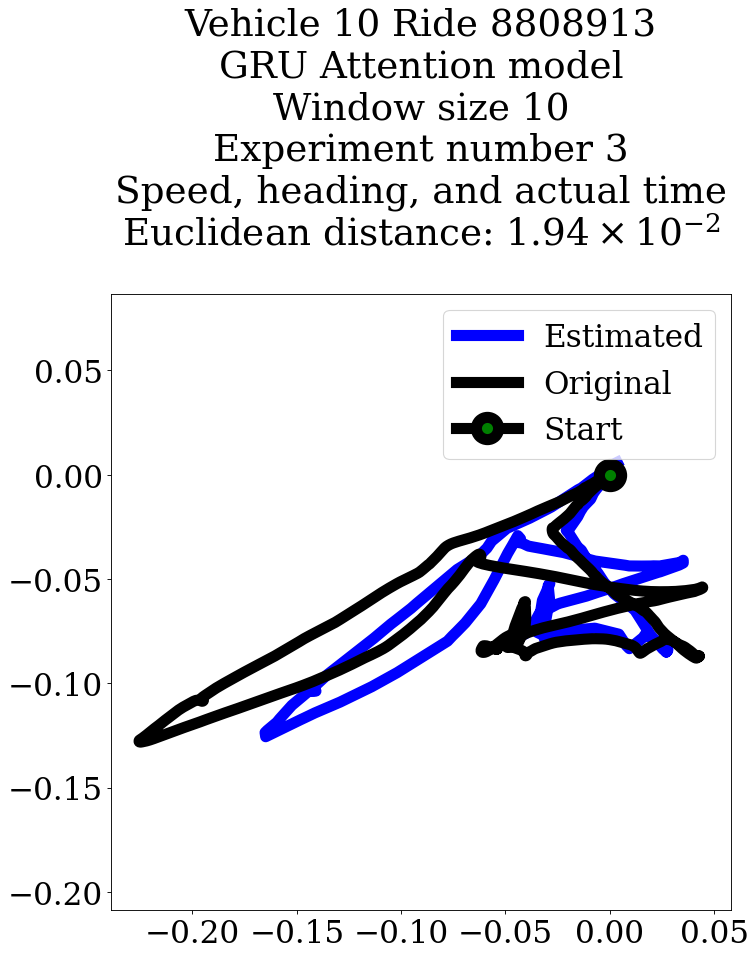 Vehicle 10 Ride 8808913
GRU Attention model
Window size 10
Experiment number 3
Speed, heading, and actual time
Euclidean distance: 1.94 × 10⁻²
Estimated
Original
Start
0.05
0.00
−0.05
−0.10
−0.15
−0.20
−0.20 −0.15 −0.10 −0.05 0.00 0.05